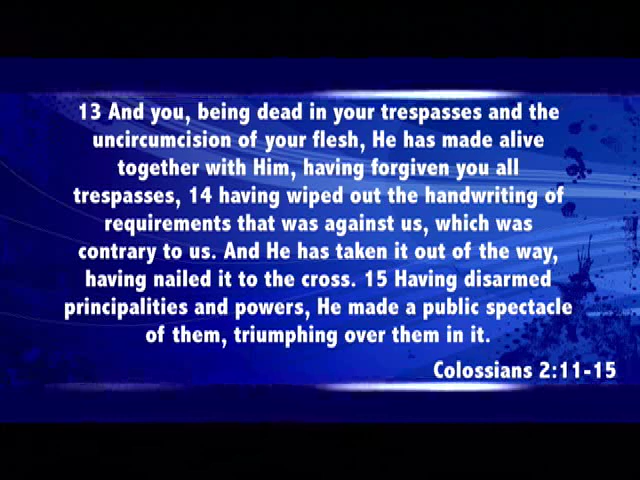 13 And you, being dead in your trespasses and the
uncircumcision of your flesh, He has made alive
together with Him, having forgiven you all
trespasses, 14 having wiped out the handwriting of
requirements that was against us, which was
contrary to us. And He has taken it out of the way,
having nailed it to the cross. 15 Having disarmed
principalities and powers, He made a public spectacle
of them, triumphing over them in it.
Colossians 2:11-15